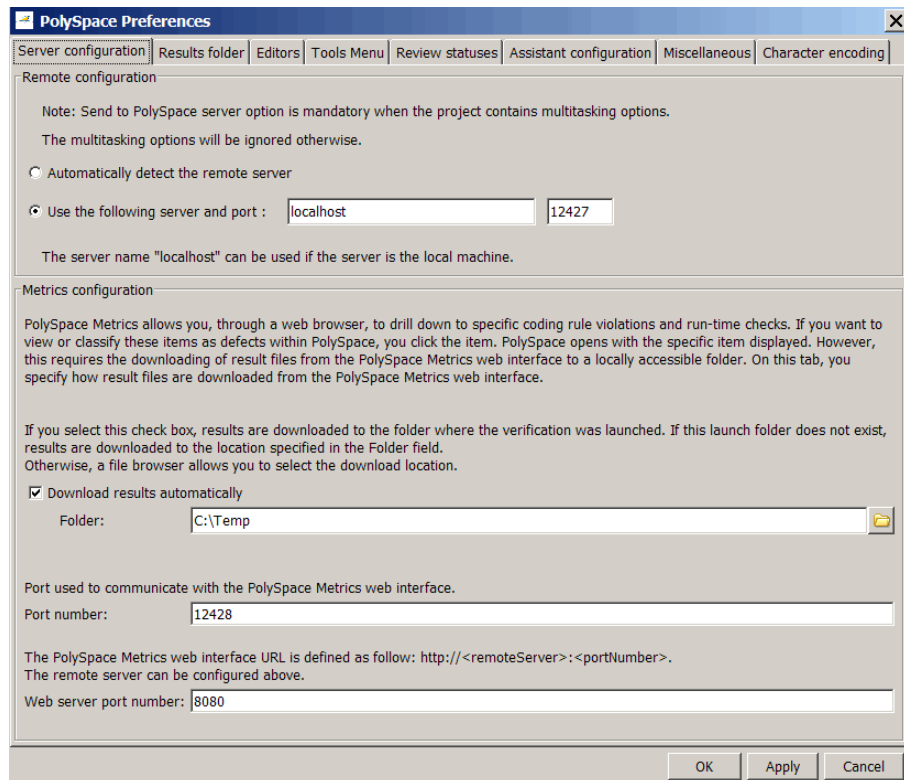 PolySpace Preferences
Server configuration Results folder Editors Tools Menu Review statuses Assistant configuration Miscellaneous Character encoding
Remote configuration
Note: Send to PolySpace server option is mandatory when the project contains multitasking options.
The multitasking options will be ignored otherwise.
Automatically detect the remote server
Use the following server and port : localhost 12427
The server name "localhost" can be used if the server is the local machine.
Metrics configuration
PolySpace Metrics allows you, through a web browser, to drill down to specific coding rule violations and run-time checks. If you want to
view or classify these items as defects within PolySpace, you click the item. PolySpace opens with the specific item displayed. However,
this requires the downloading of result files from the PolySpace Metrics web interface to a locally accessible folder. On this tab, you
specify how result files are downloaded from the PolySpace Metrics web interface.
If you select this check box, results are downloaded to the folder where the verification was launched. If this launch folder does not exist,
results are downloaded to the location specified in the Folder field.
Otherwise, a file browser allows you to select the download location.
Download results automatically
Folder: C:\Temp
Port used to communicate with the PolySpace Metrics web interface.
Port number: 12428
The PolySpace Metrics web interface URL is defined as follow: http://<remoteServer>:<portNumber>.
The remote server can be configured above.
Web server port number: 8080
OK Apply Cancel